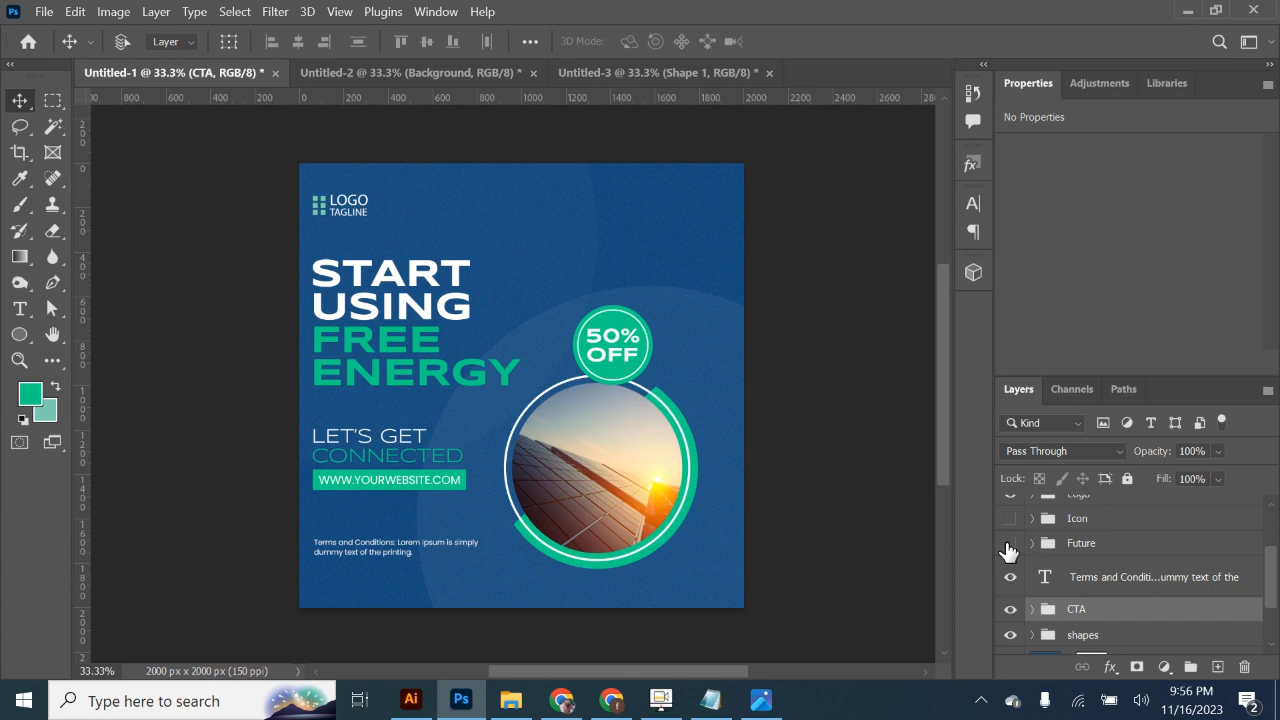 Ps File Edit Image Layer Type Select Filter 3D View Plugins Window Help
Layer 3D Mode:
Untitled-1 @ 33.3% (CTA, RGB/8) * Untitled-2 @ 33.3% (Background, RGB/8) * Untitled-3 @ 33.3% (Shape 1, RGB/8) *
800 600 400 200 0 200 400 600 800 1000 1200 1400 1600 1800 2000 2200 2400 2600
Properties Adjustments Libraries
No Properties
LOGO
TAGLINE
START
USING
FREE
ENERGY
50%
OFF
LET'S GET
CONNECTED
WWW.YOURWEBSITE.COM
Terms and Conditions: Lorem Ipsum is simply
dummy text of the printing.
Layers Channels Paths
Kind
Pass Through Opacity: 100%
Lock: Fill: 100%
Logo
Icon
Future
Terms and Conditi...ummy text of the
CTA
shapes
33.33% 2000 px x 2000 px (150 ppi)
Type here to search
Ai Ps
9:56 PM
11/16/2023
2